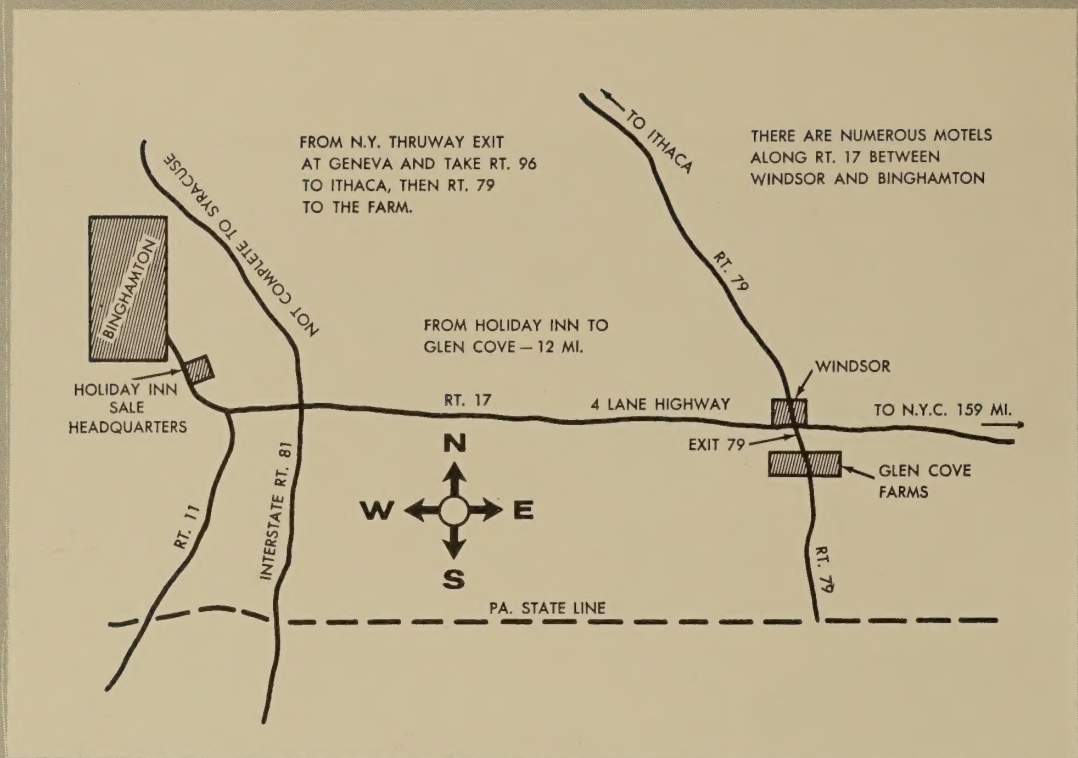 FROM N.Y. THRUWAY EXIT
AT GENEVA AND TAKE RT. 96
TO ITHACA, THEN RT. 79
TO THE FARM.
TO ITHACA
THERE ARE NUMEROUS MOTELS
ALONG RT. 17 BETWEEN
WINDSOR AND BINGHAMTON
NOT COMPLETE TO SYRACUSE
BINGHAMTON
RT. 79
FROM HOLIDAY INN TO
GLEN COVE — 12 MI.
HOLIDAY INN
SALE
HEADQUARTERS
WINDSOR
RT. 17
4 LANE HIGHWAY
TO N.Y.C. 159 MI.
EXIT 79
GLEN COVE
FARMS
N
W
E
S
RT. 11
INTERSTATE RT. 81
RT. 79
PA. STATE LINE